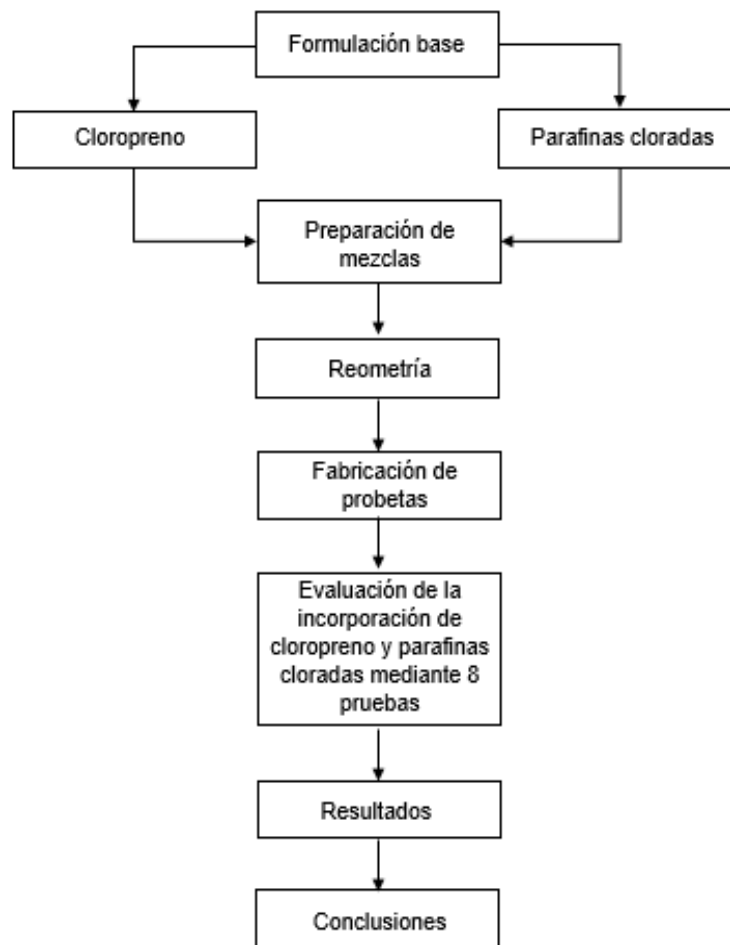 Formulación base
Cloropreno
Parafinas cloradas
Preparación de
mezclas
Reometría
Fabricación de
probetas
Evaluación de la
incorporación de
cloropreno y parafinas
cloradas mediante 8
pruebas
Resultados
Conclusiones